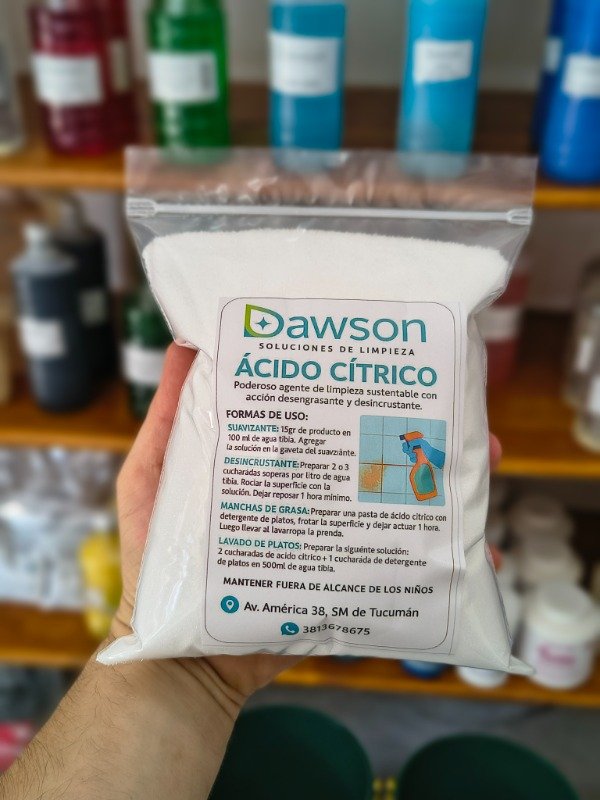 Dawson
SOLUCIONES DE LIMPIEZA
ÁCIDO CÍTRICO
Poderoso agente de limpieza sustentable con
acción desengrasante y desincrustante.
FORMAS DE USO:
SUAVIZANTE: 15gr de producto en
100 ml de agua tibia. Agregar
la solución en la gaveta del suavziánte.
DESINCRUSTANTE: Preparar 2 o 3
cucharadas soperas por litro de agua
tibia. Rociar la superficie con la
solución. Dejar reposar 1 hora mínimo.
MANCHAS DE GRASA: Preparar una pasta de ácido cítrico con
detergente de platos, frotar la superficie y dejar actuar 1 hora.
Luego llevar al lavarropa la prenda.
LAVADO DE PLATOS: Preparar la siguiénte solución:
2 cucharadas de acido cítrico + 1 cucharada de detergente
de platos en 500ml de agua tibia.
MANTENER FUERA DE ALCANCE DE LOS NIÑOS
Av. América 38, SM de Tucumán
3813678675